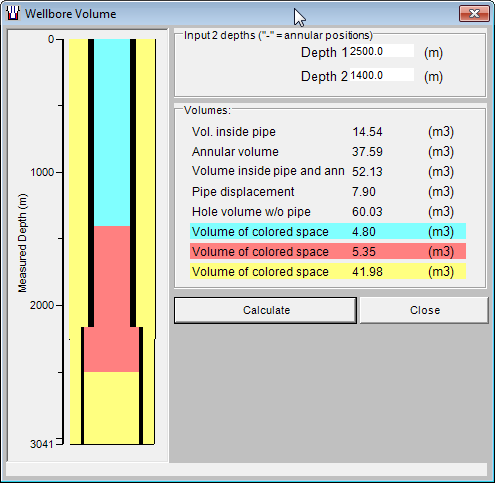 Wellbore Volume
Input 2 depths ("-" = annular positions)
Depth 1 2500.0 (m)
Depth 2 1400.0 (m)
Volumes:
Vol. inside pipe 14.54 (m3)
Annular volume 37.59 (m3)
Volume inside pipe and ann 52.13 (m3)
Pipe displacement 7.90 (m3)
Hole volume w/o pipe 60.03 (m3)
Volume of colored space 4.80 (m3)
Volume of colored space 5.35 (m3)
Volume of colored space 41.98 (m3)
Calculate Close
Measured Depth (m)
0
1000
2000
3041